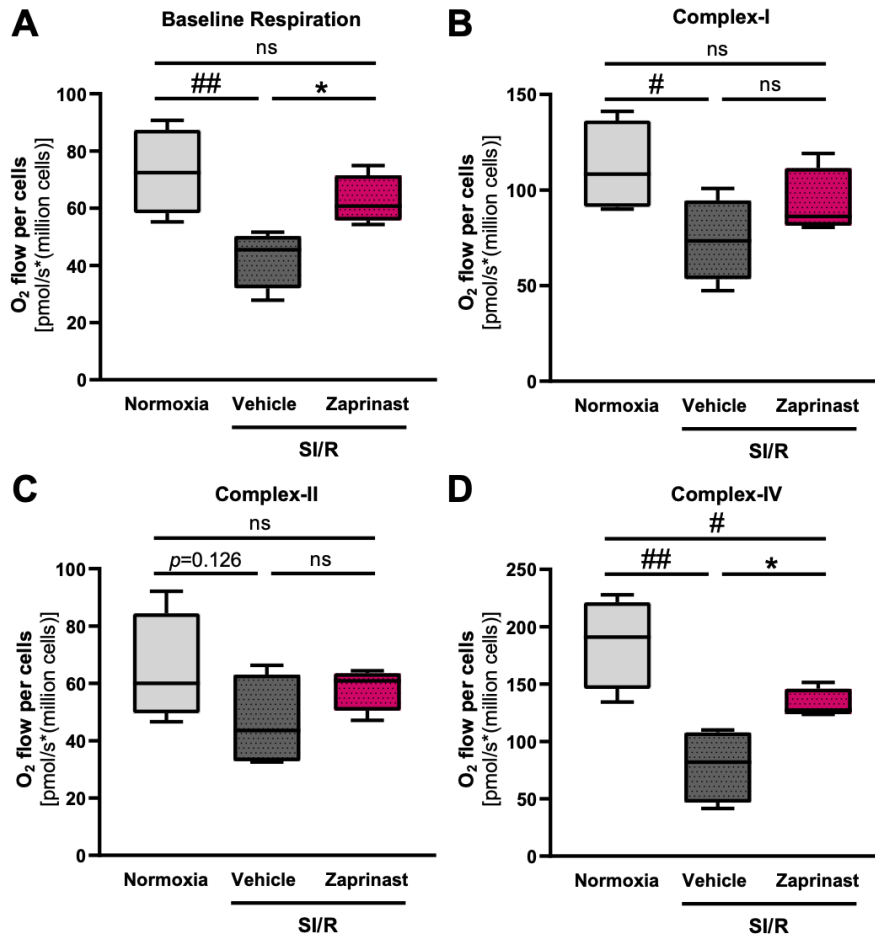 A
Baseline Respiration
ns
## *
O₂ flow per cells
[pmol/s*(million cells)]
100
80
60
40
20
0
Normoxia Vehicle Zaprinast
SI/R
B
Complex-I
ns
# ns
O₂ flow per cells
[pmol/s*(million cells)]
150
100
50
0
Normoxia Vehicle Zaprinast
SI/R
C
Complex-II
ns
p=0.126 ns
O₂ flow per cells
[pmol/s*(million cells)]
100
80
60
40
20
0
Normoxia Vehicle Zaprinast
SI/R
D
Complex-IV
#
## *
O₂ flow per cells
[pmol/s*(million cells)]
250
200
150
100
50
0
Normoxia Vehicle Zaprinast
SI/R